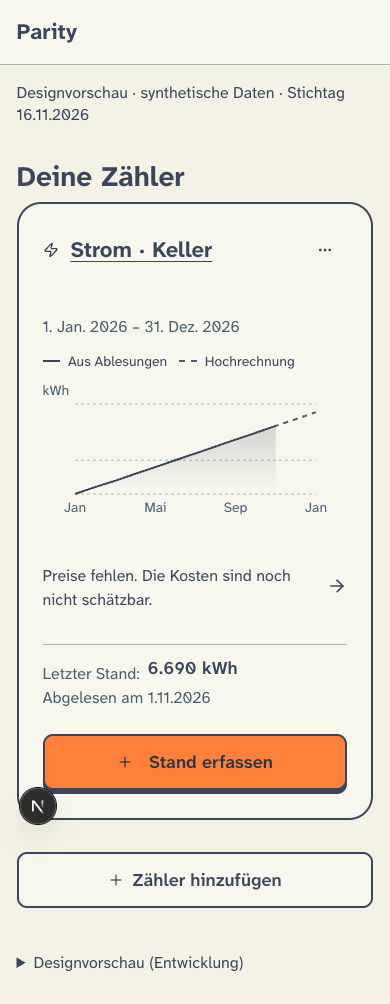 Parity
Designvorschau · synthetische Daten · Stichtag
16.11.2026
Deine Zähler
Strom · Keller
...
1. Jan. 2026 – 31. Dez. 2026
Aus Ablesungen Hochrechnung
kWh
Jan Mai Sep Jan
Preise fehlen. Die Kosten sind noch
nicht schätzbar.
Letzter Stand: 6.690 kWh
Abgelesen am 1.11.2026
+ Stand erfassen
N
+ Zähler hinzufügen
▶ Designvorschau (Entwicklung)